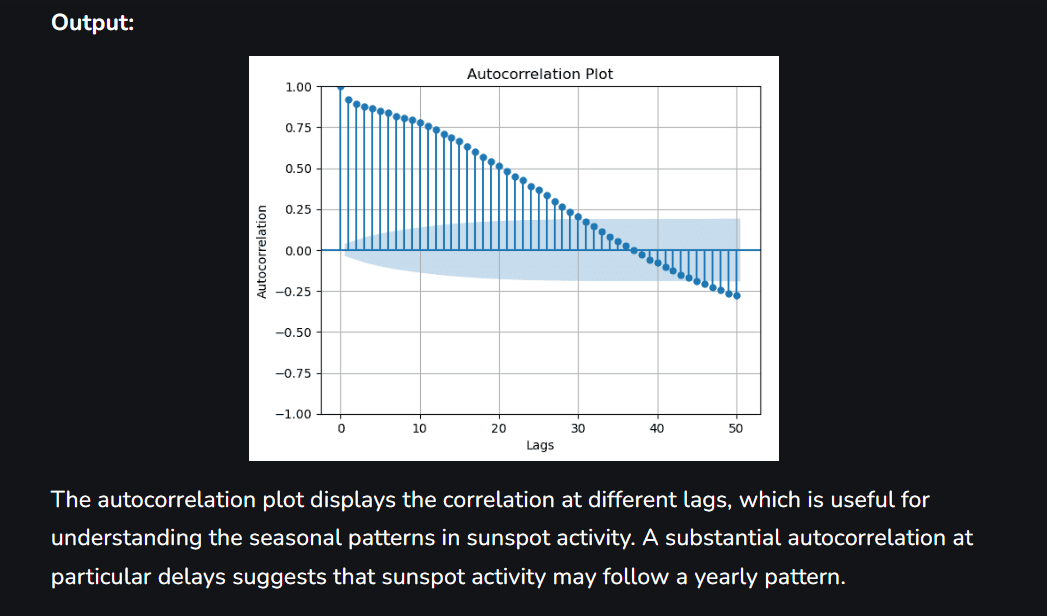 Output:
Autocorrelation Plot
1.00
0.75
0.50
0.25
0.00
−0.25
−0.50
−0.75
−1.00
Autocorrelation
0 10 20 30 40 50
Lags
The autocorrelation plot displays the correlation at different lags, which is useful for
understanding the seasonal patterns in sunspot activity. A substantial autocorrelation at
particular delays suggests that sunspot activity may follow a yearly pattern.